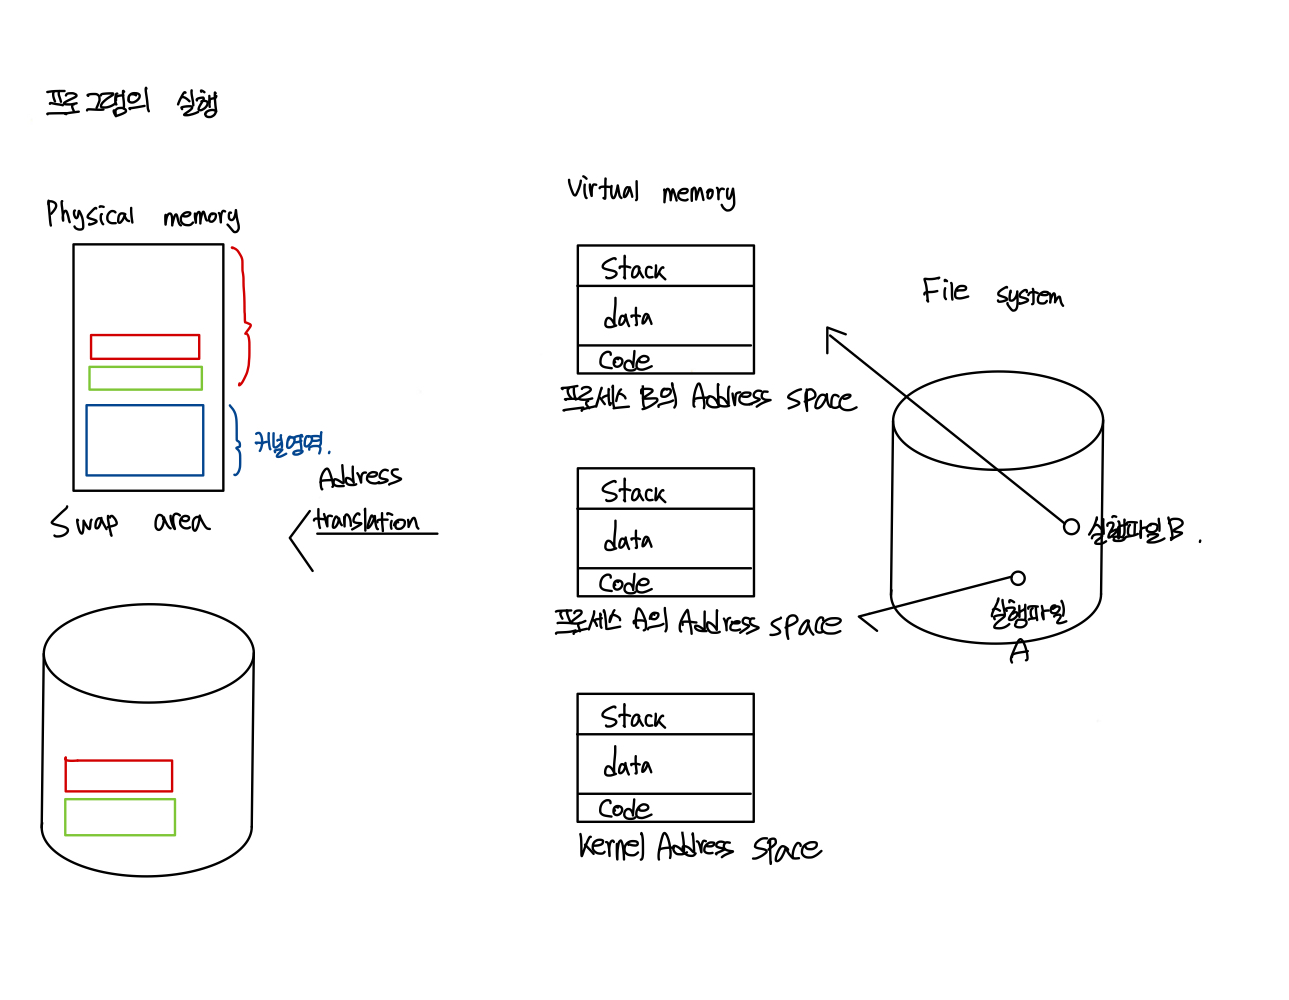 프로그램의 실행
Physical memory
커널영역.
Swap area
Address
translation
Virtual memory
Stack
data
Code
프로세스 B의 Address space
Stack
data
Code
프로세스 A의 Address space
Stack
data
Code
Kernel Address space
File system
실행파일 B.
실행파일
A